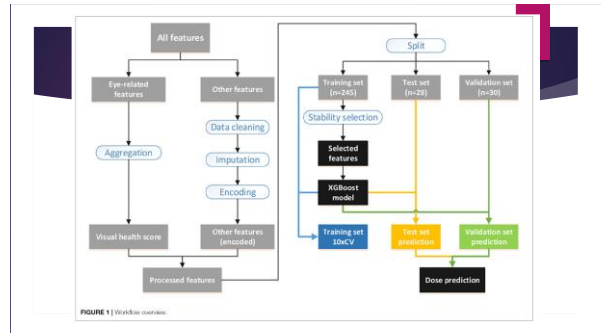 All features
Eye-related
features
Other features
Data cleaning
Aggregation
Imputation
Encoding
Visual health score
Other features
(encoded)
Processed features
Split
Training set
(n=245)
Test set
(n=28)
Validation set
(n=30)
Stability selection
Selected
features
XGBoost
model
Training set
10xCV
Test set
prediction
Validation set
prediction
Dose prediction
FIGURE 1 | Workflow overview.